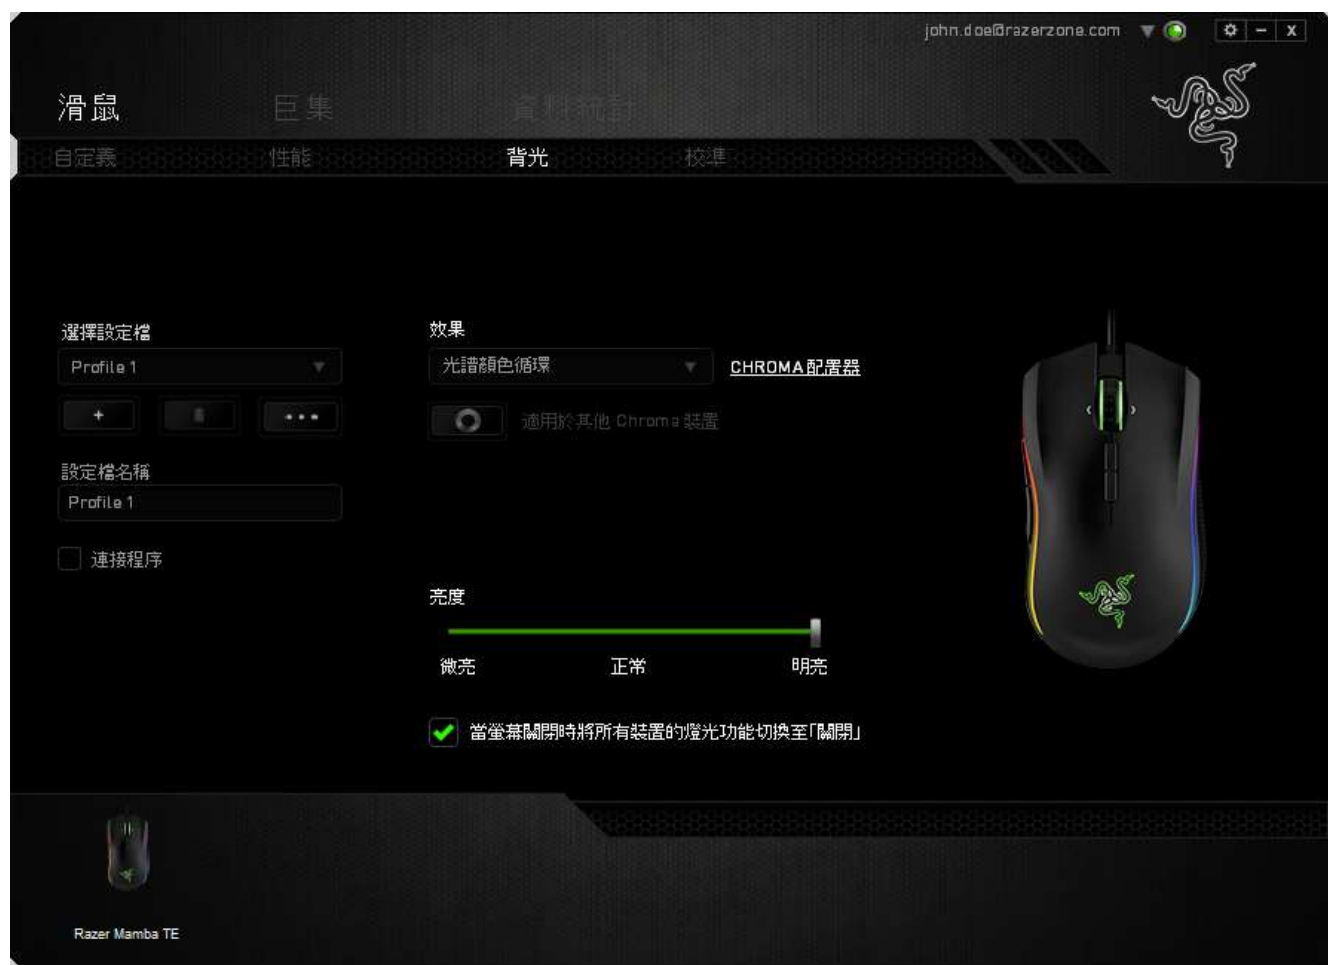 john.doe@razerzone.com
滑鼠 巨集 資料統計
自定義 性能 背光 校準
選擇設定檔
Profile 1
設定檔名稱
Profile 1
連接程序
效果
光譜顏色循環
CHROMA配置器
適用於其他 Chroma 裝置
亮度
微亮 正常 明亮
當螢幕關閉時將所有裝置的燈光功能切換至「關閉」
Razer Mamba TE